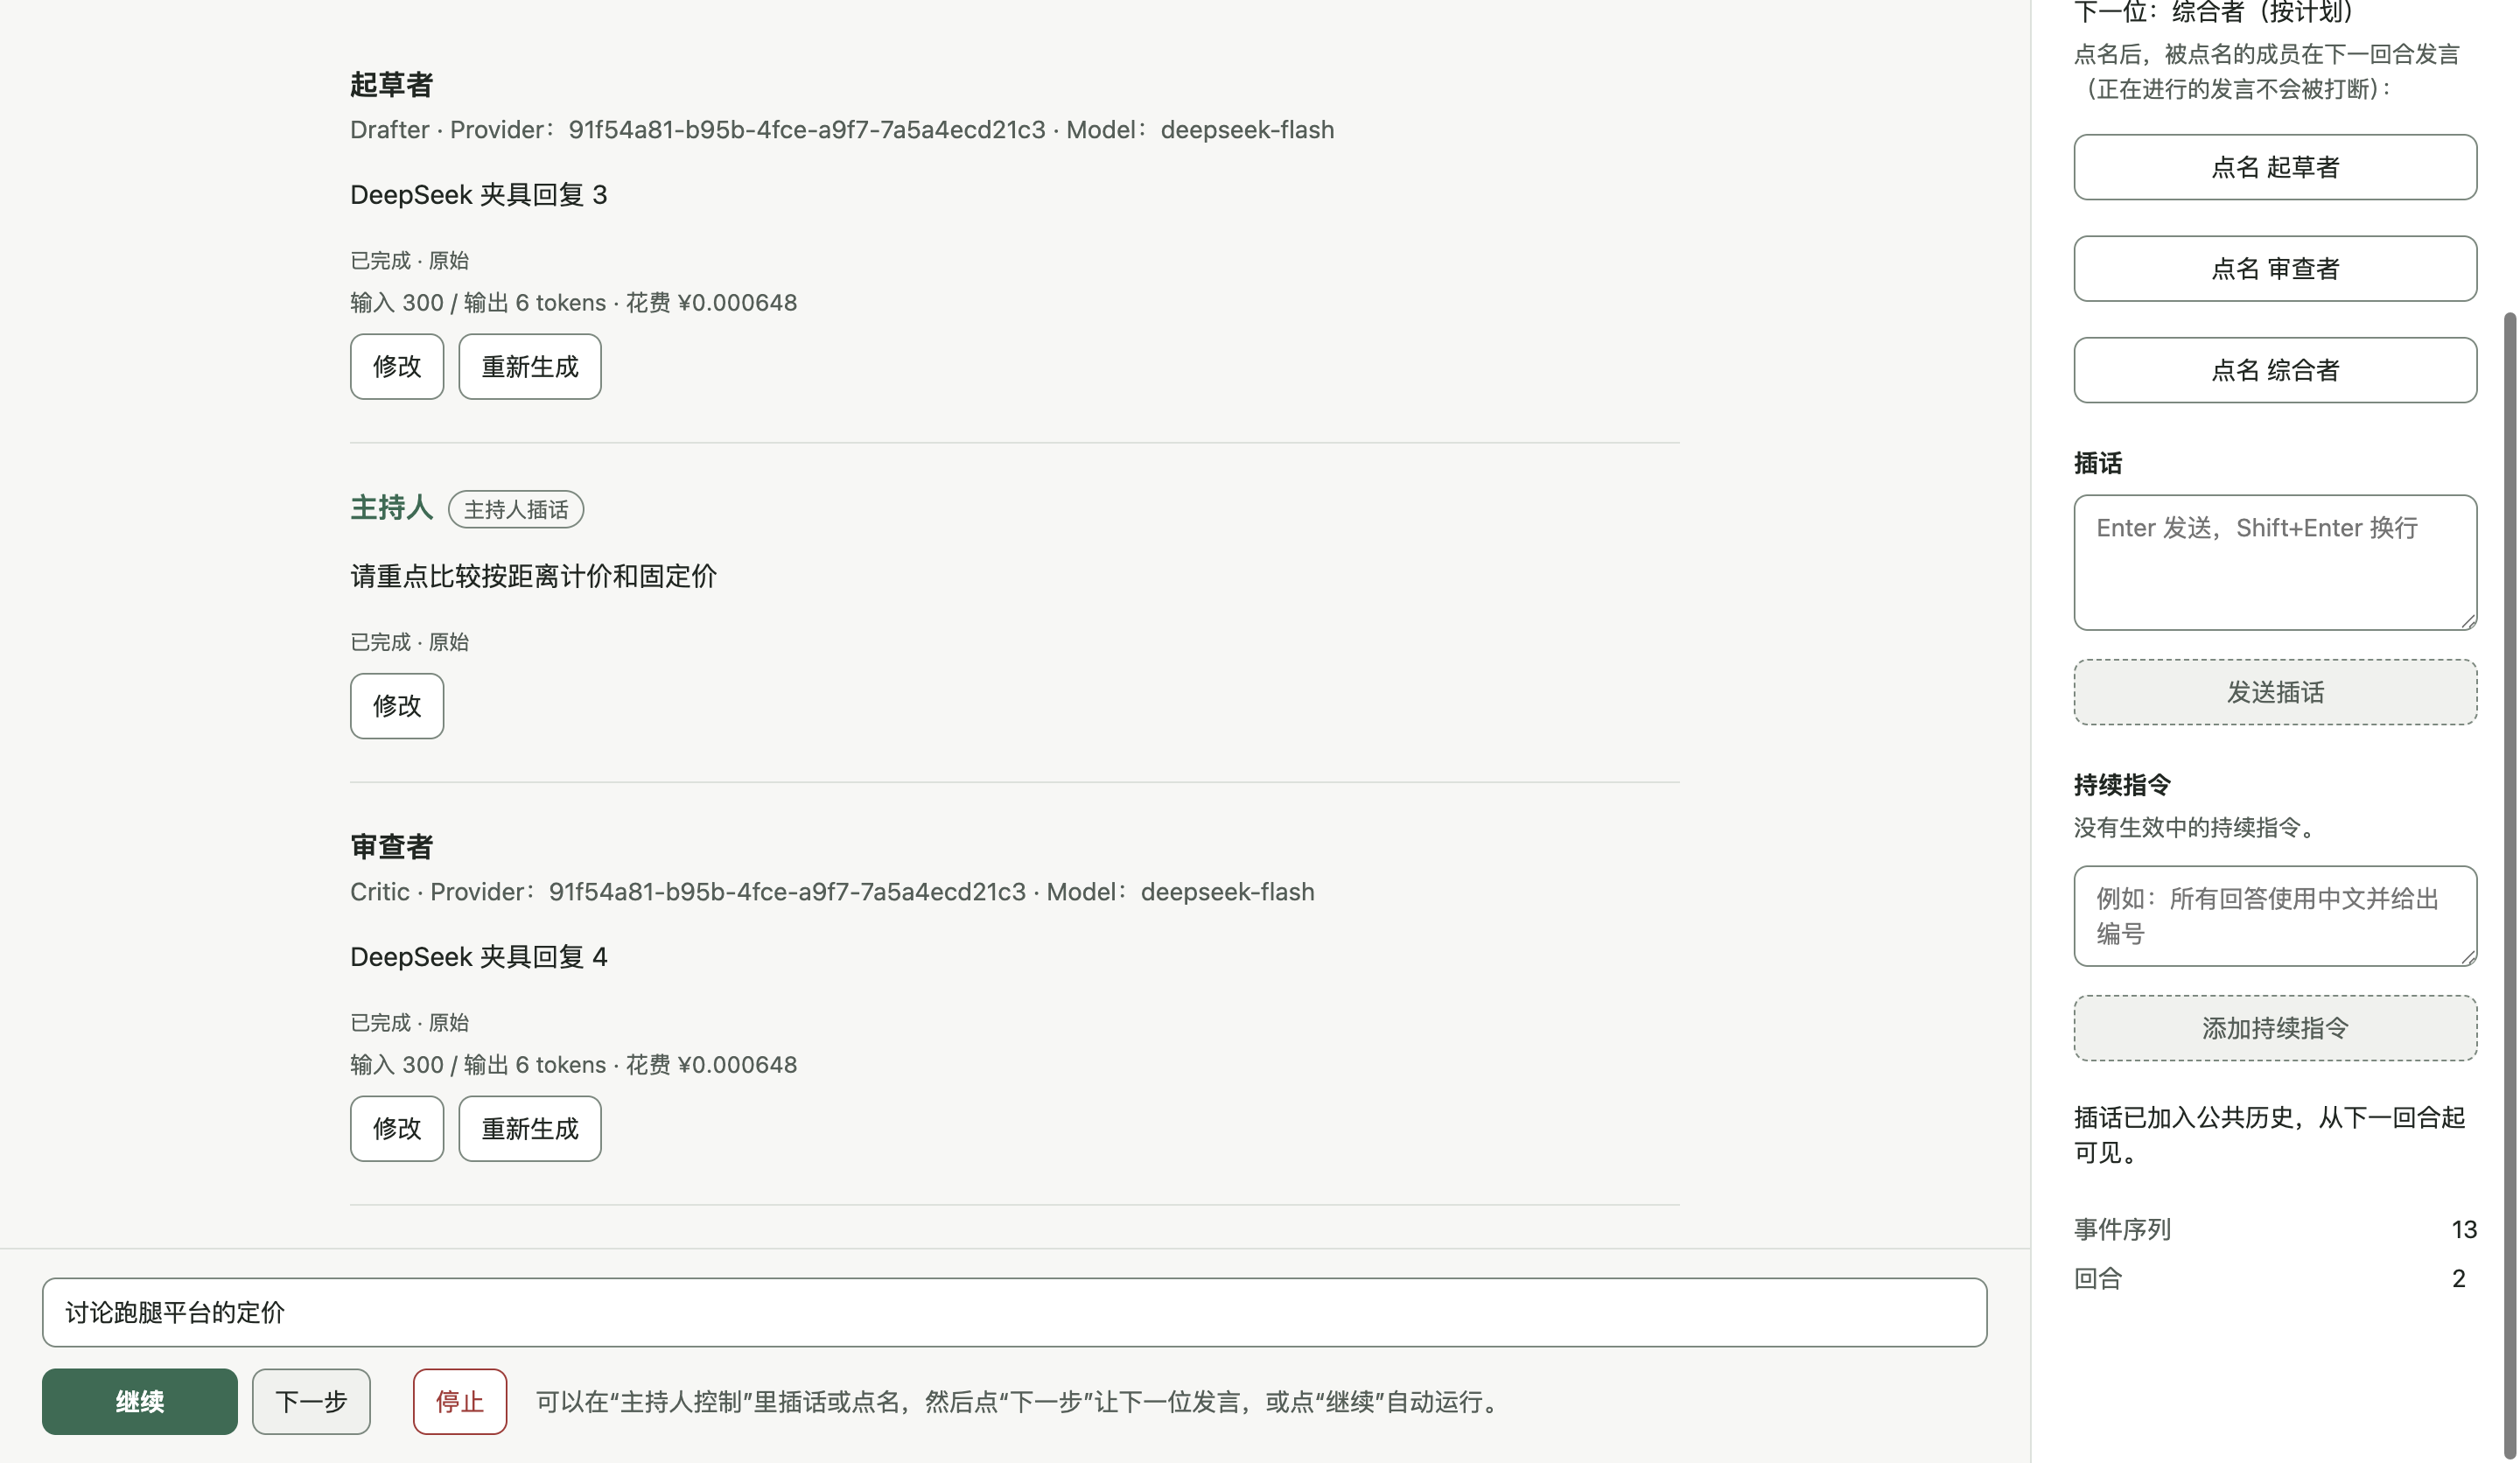 起草者
Drafter · Provider：91f54a81-b95b-4fce-a9f7-7a5a4ecd21c3 · Model：deepseek-flash
DeepSeek 夹具回复 3
已完成 · 原始
输入 300 / 输出 6 tokens · 花费 ¥0.000648
修改
重新生成
主持人
主持人插话
请重点比较按距离计价和固定价
已完成 · 原始
修改
审查者
Critic · Provider：91f54a81-b95b-4fce-a9f7-7a5a4ecd21c3 · Model：deepseek-flash
DeepSeek 夹具回复 4
已完成 · 原始
输入 300 / 输出 6 tokens · 花费 ¥0.000648
修改
重新生成
讨论跑腿平台的定价
继续
下一步
停止
可以在“主持人控制”里插话或点名，然后点“下一步”让下一位发言，或点“继续”自动运行。
下一位：综合者（按计划）
点名后，被点名的成员在下一回合发言
（正在进行的发言不会被打断）：
点名 起草者
点名 审查者
点名 综合者
插话
Enter 发送，Shift+Enter 换行
发送插话
持续指令
没有生效中的持续指令。
例如：所有回答使用中文并给出
编号
添加持续指令
插话已加入公共历史，从下一回合起
可见。
事件序列 13
回合 2